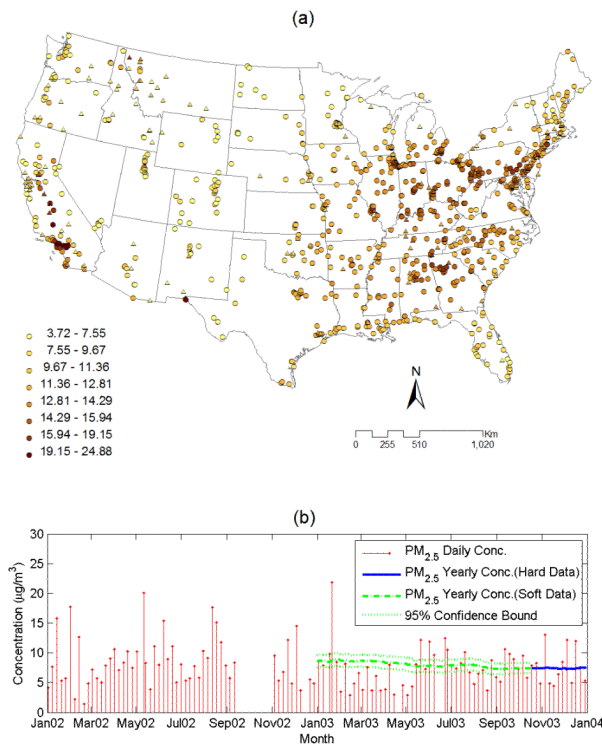 (a)
3.72 - 7.55
7.55 - 9.67
9.67 - 11.36
11.36 - 12.81
12.81 - 14.29
14.29 - 15.94
15.94 - 19.15
19.15 - 24.88
N
Km
0 255 510 1,020
(b)
30
25
20
15
10
5
0
Concentration (µg/m³)
PM2.5 Daily Conc.
PM2.5 Yearly Conc.(Hard Data)
PM2.5 Yearly Conc.(Soft Data)
95% Confidence Bound
Jan02 Mar02 May02 Jul02 Sep02 Nov02 Jan03 Mar03 May03 Jul03 Sep03 Nov03 Jan04
Month